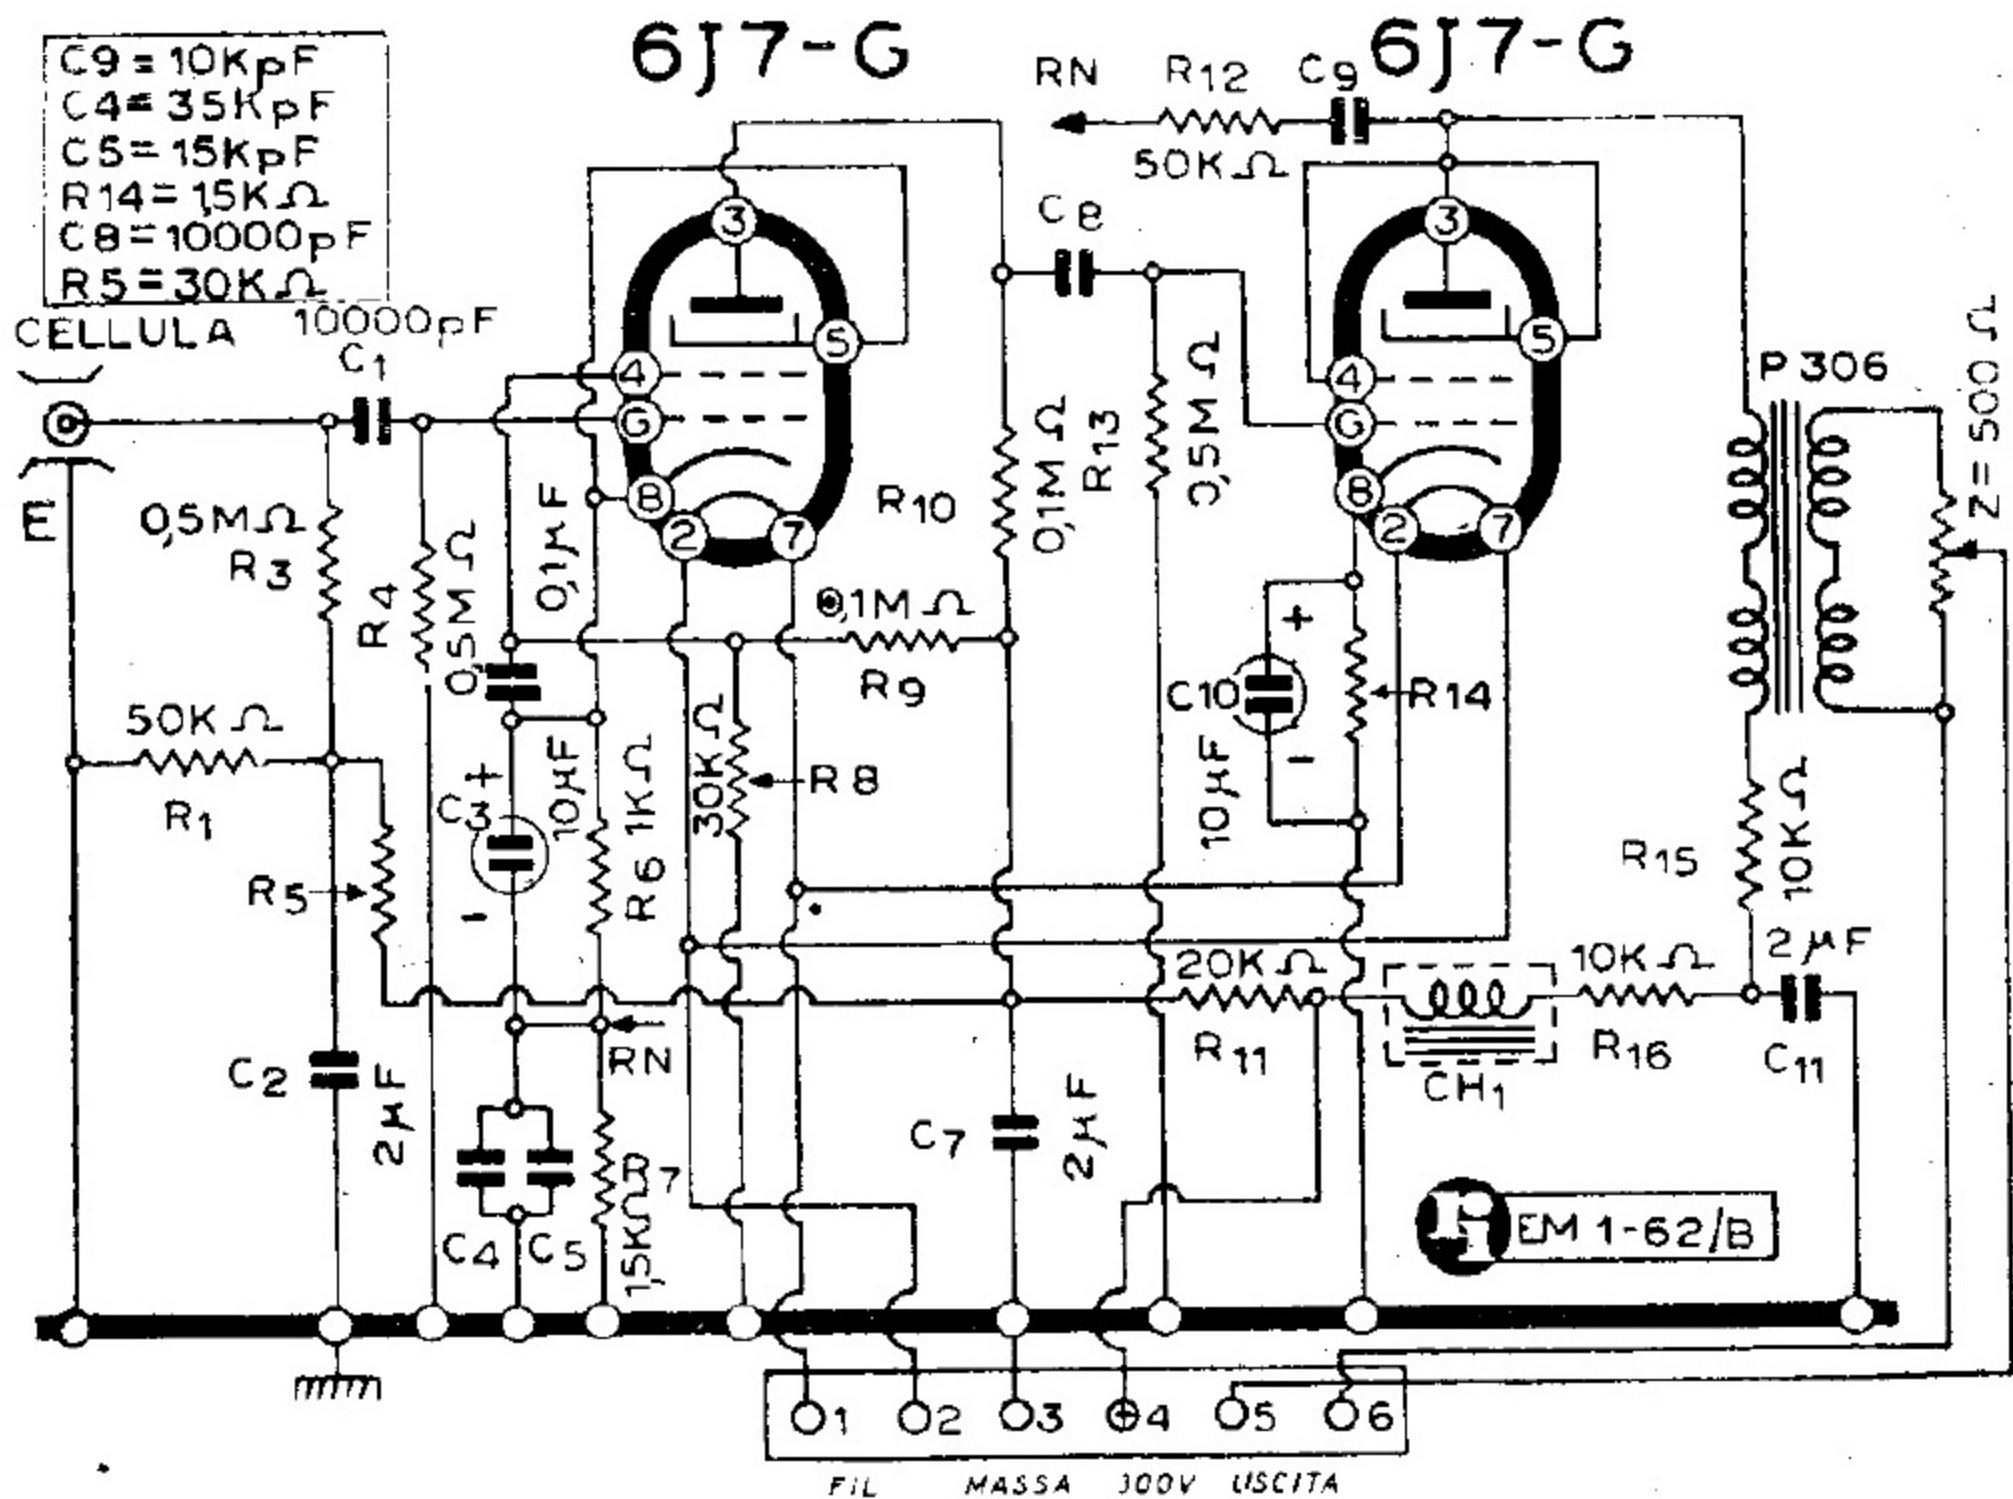 6J7-G
6J7-G
C9 = 10KpF
C4 = 35KpF
C5 = 15KpF
R14 = 1,5KΩ
C8 = 10000pF
R5 = 30KΩ
RN
R12
C9
50KΩ
C8
CELLULA
10000pF
C1
3
5
4
G
8
2
7
3
5
4
G
8
2
7
P306
Z = 500 Ω
E
0,5MΩ
R3
R4
0,5MΩ
0,1µF
R10
0,1MΩ
R13
0,5MΩ
0,1MΩ
R9
50KΩ
R1
+
C3
10µF
-
R6 1KΩ
30KΩ
R8
R5
+
C10
10µF
-
R14
R15
10KΩ
2µF
20KΩ
R11
10KΩ
R16
C11
CH1
RN
C2
2µF
C4
C5
R7
1,5KΩ
C7
2µF
EM 1-62/B
1
2
3
4
5
6
FIL MASSA 300V USCITA